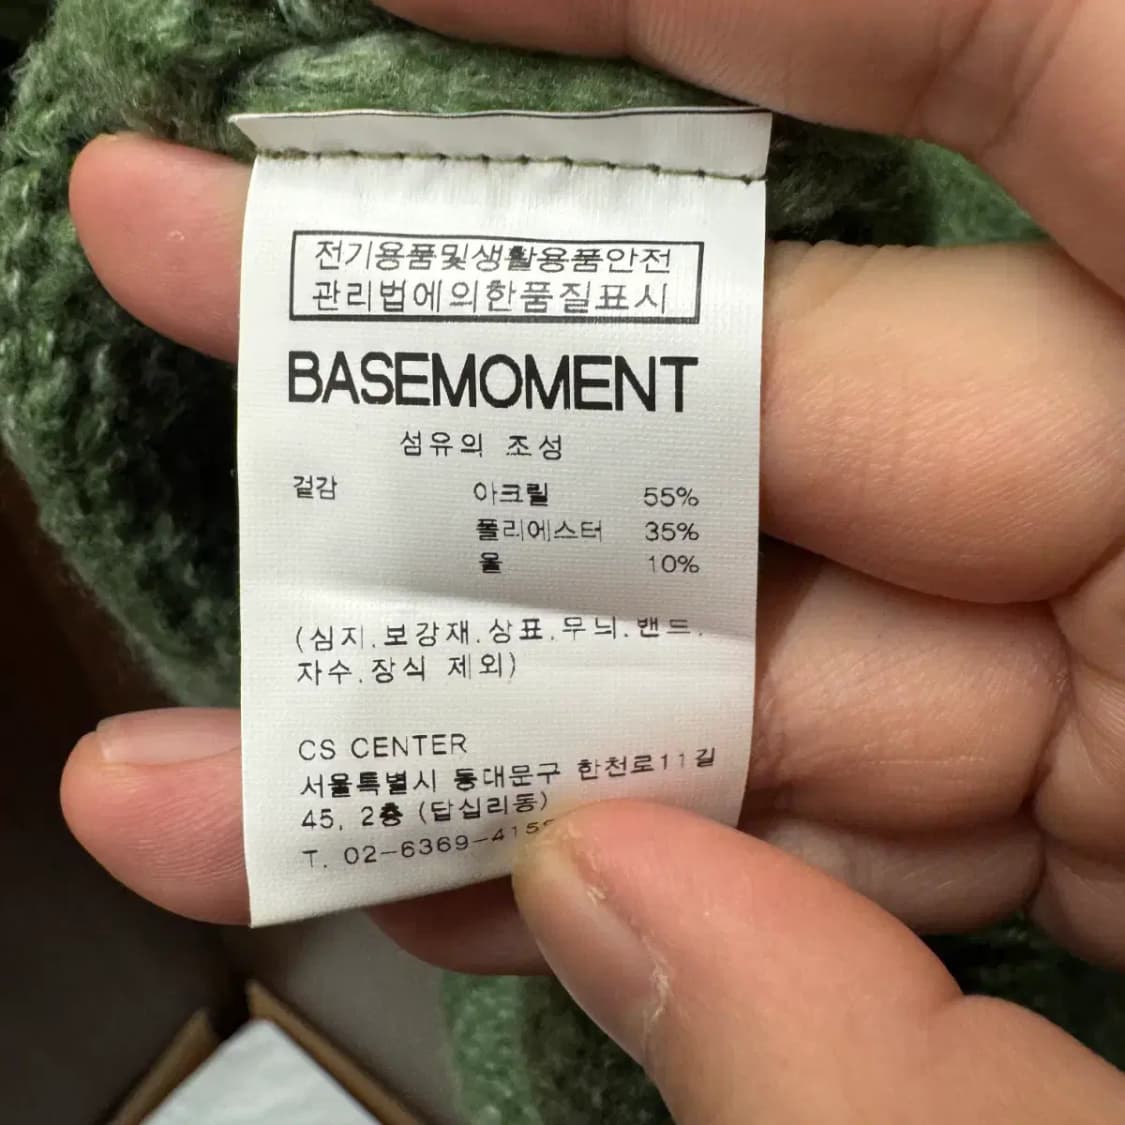 전기용품및생활용품안전
관리법에의한품질표시
BASEMOMENT
섬유의 조성
겉감 아크릴 55%
폴리에스터 35%
울 10%
(심지.보강재.상표.무늬.밴드.
자수.장식 제외)
CS CENTER
서울특별시 동대문구 한천로11길
45, 2층 (답십리동)
T. 02-6369-415